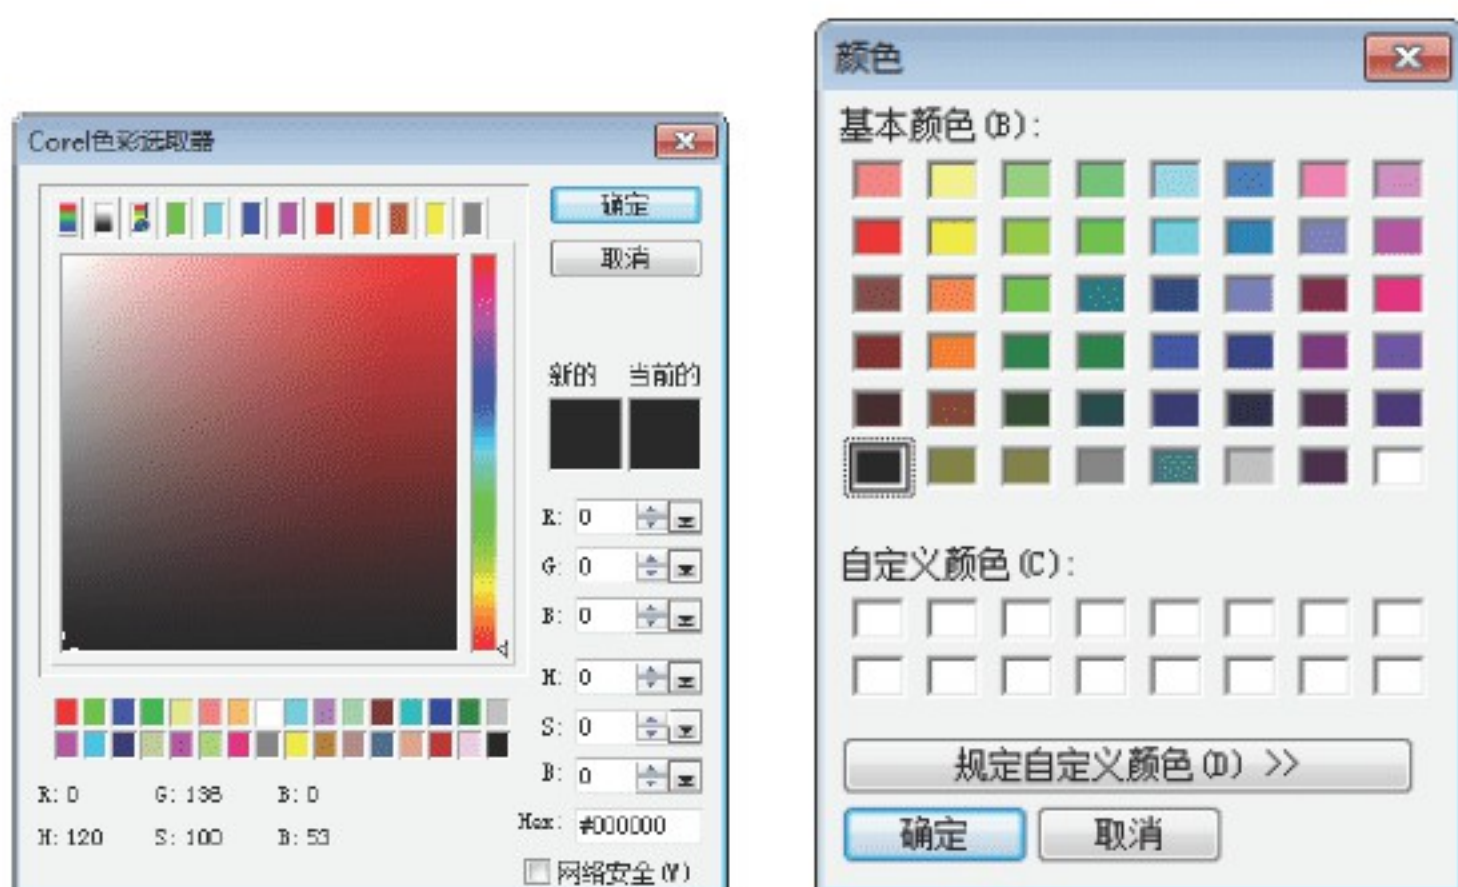 Corel色彩选取器
确定
取消
新的 当前的
R: 0
G: 0
B: 0
H: 0
S: 0
B: 0
Hex: #000000
网络安全(W)
R: 0 G: 138 B: 0
H: 120 S: 100 B: 53
颜色
基本颜色(B):
自定义颜色(C):
规定自定义颜色(D) >>
确定 取消